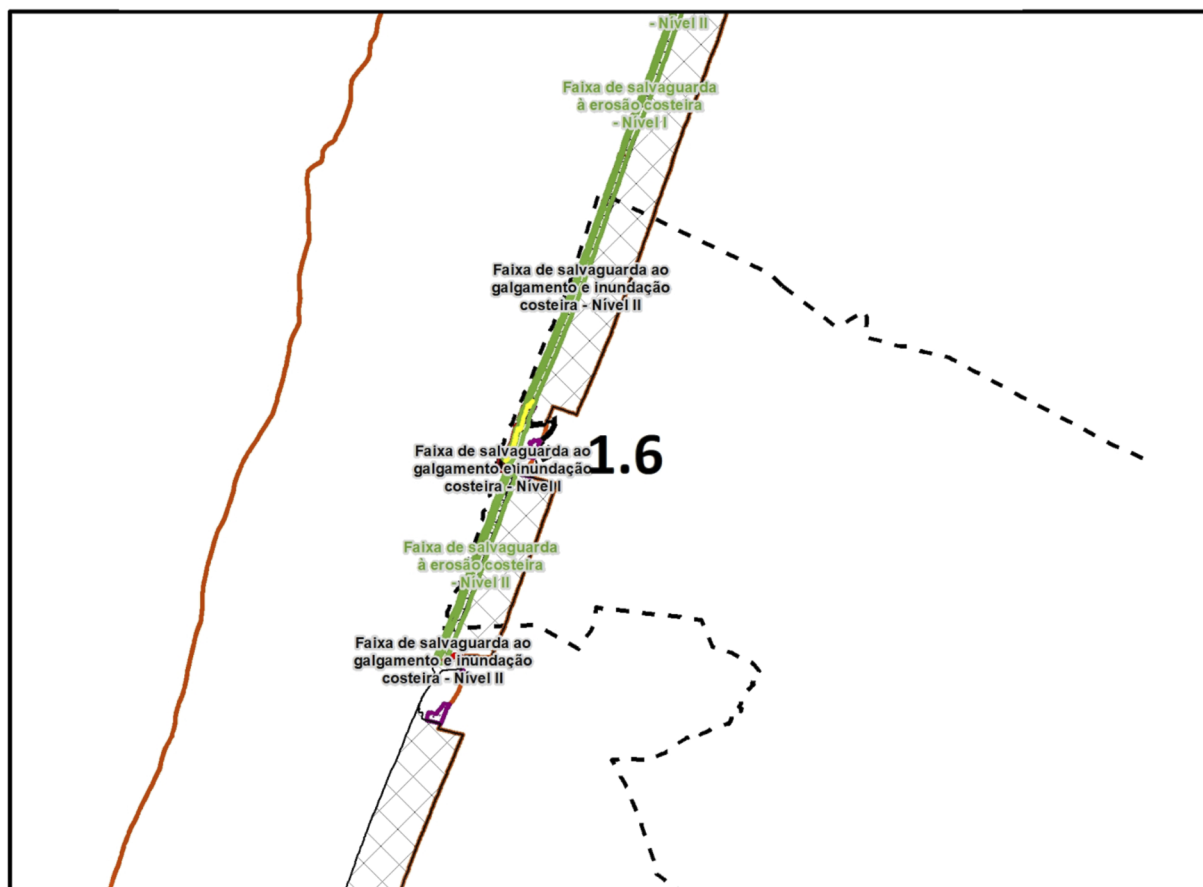 - Nível II
Faixa de salvaguarda
à erosão costeira
- Nível I
Faixa de salvaguarda ao
galgamento e inundação
costeira - Nível II
Faixa de salvaguarda ao
galgamento e inundação
costeira - Nível I
1.6
Faixa de salvaguarda
à erosão costeira
- Nível II
Faixa de salvaguarda ao
galgamento e inundação
costeira - Nível II